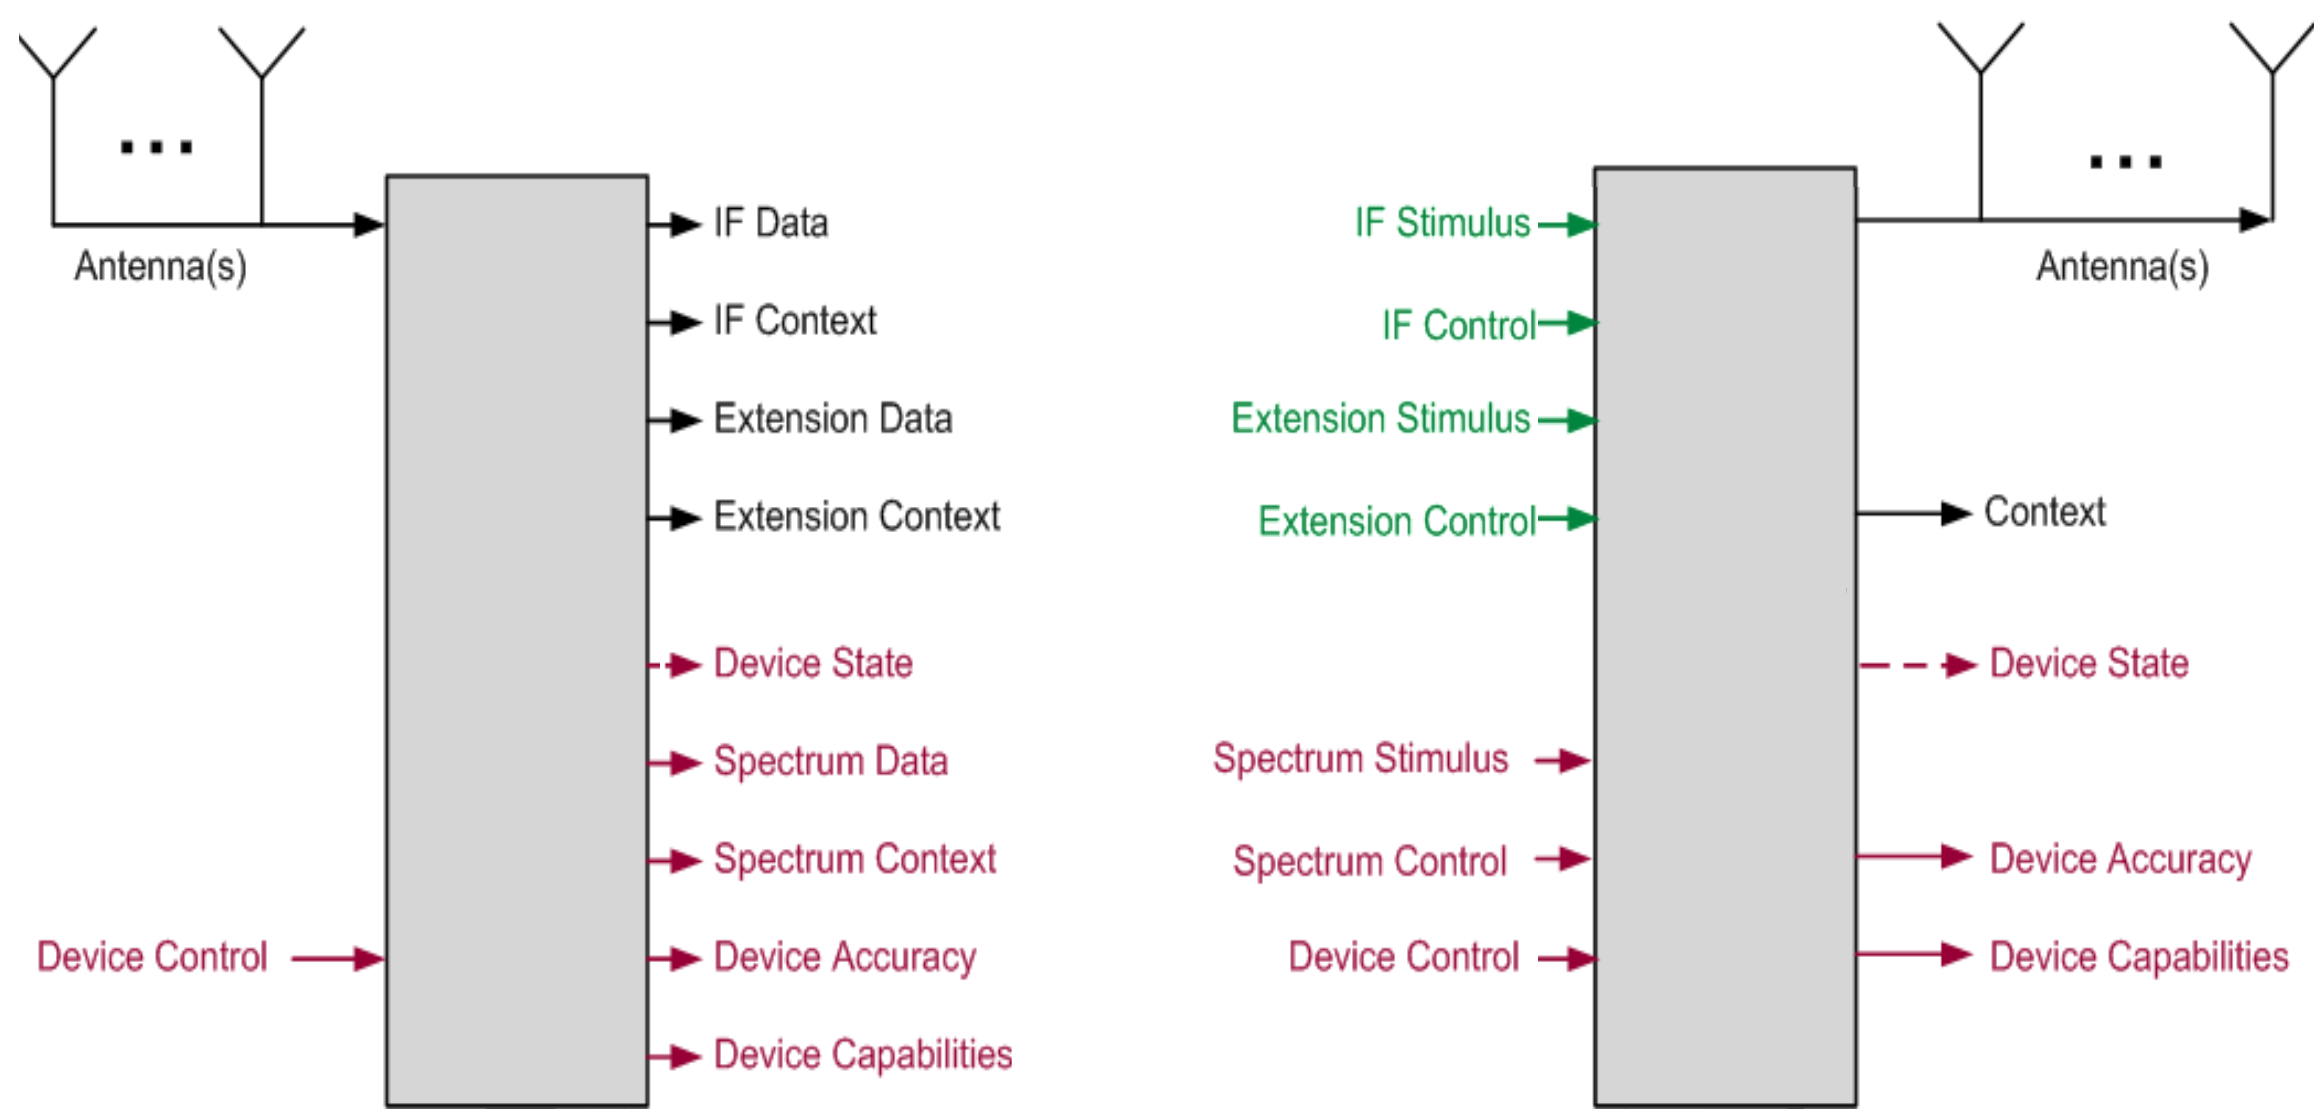 Antenna(s)
IF Data
IF Context
Extension Data
Extension Context
Device State
Spectrum Data
Spectrum Context
Device Control
Device Accuracy
Device Capabilities
IF Stimulus
IF Control
Extension Stimulus
Extension Control
Spectrum Stimulus
Spectrum Control
Device Control
Antenna(s)
Context
Device State
Device Accuracy
Device Capabilities